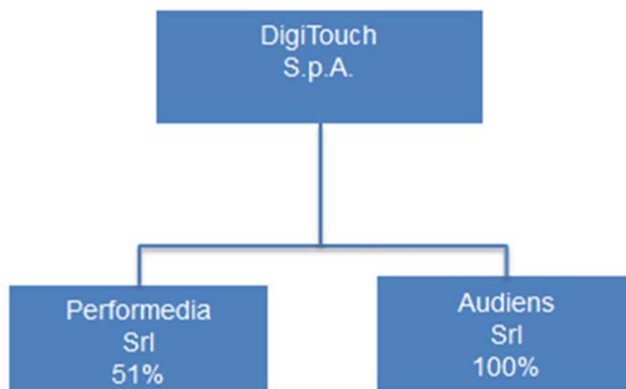 DigiTouch
S.p.A.
Performedia
Srl
51%
Audiens
Srl
100%